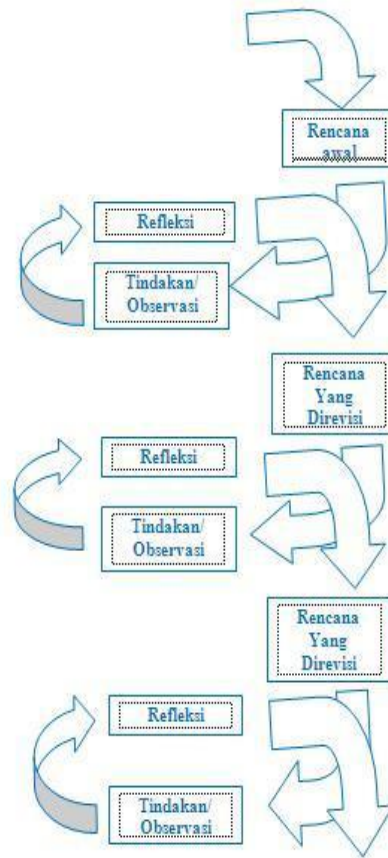 Rencana
awal
Refleksi
Tindakan/
Observasi
Rencana
Yang
Direvisi
Refleksi
Tindakan/
Observasi
Rencana
Yang
Direvisi
Refleksi
Tindakan/
Observasi